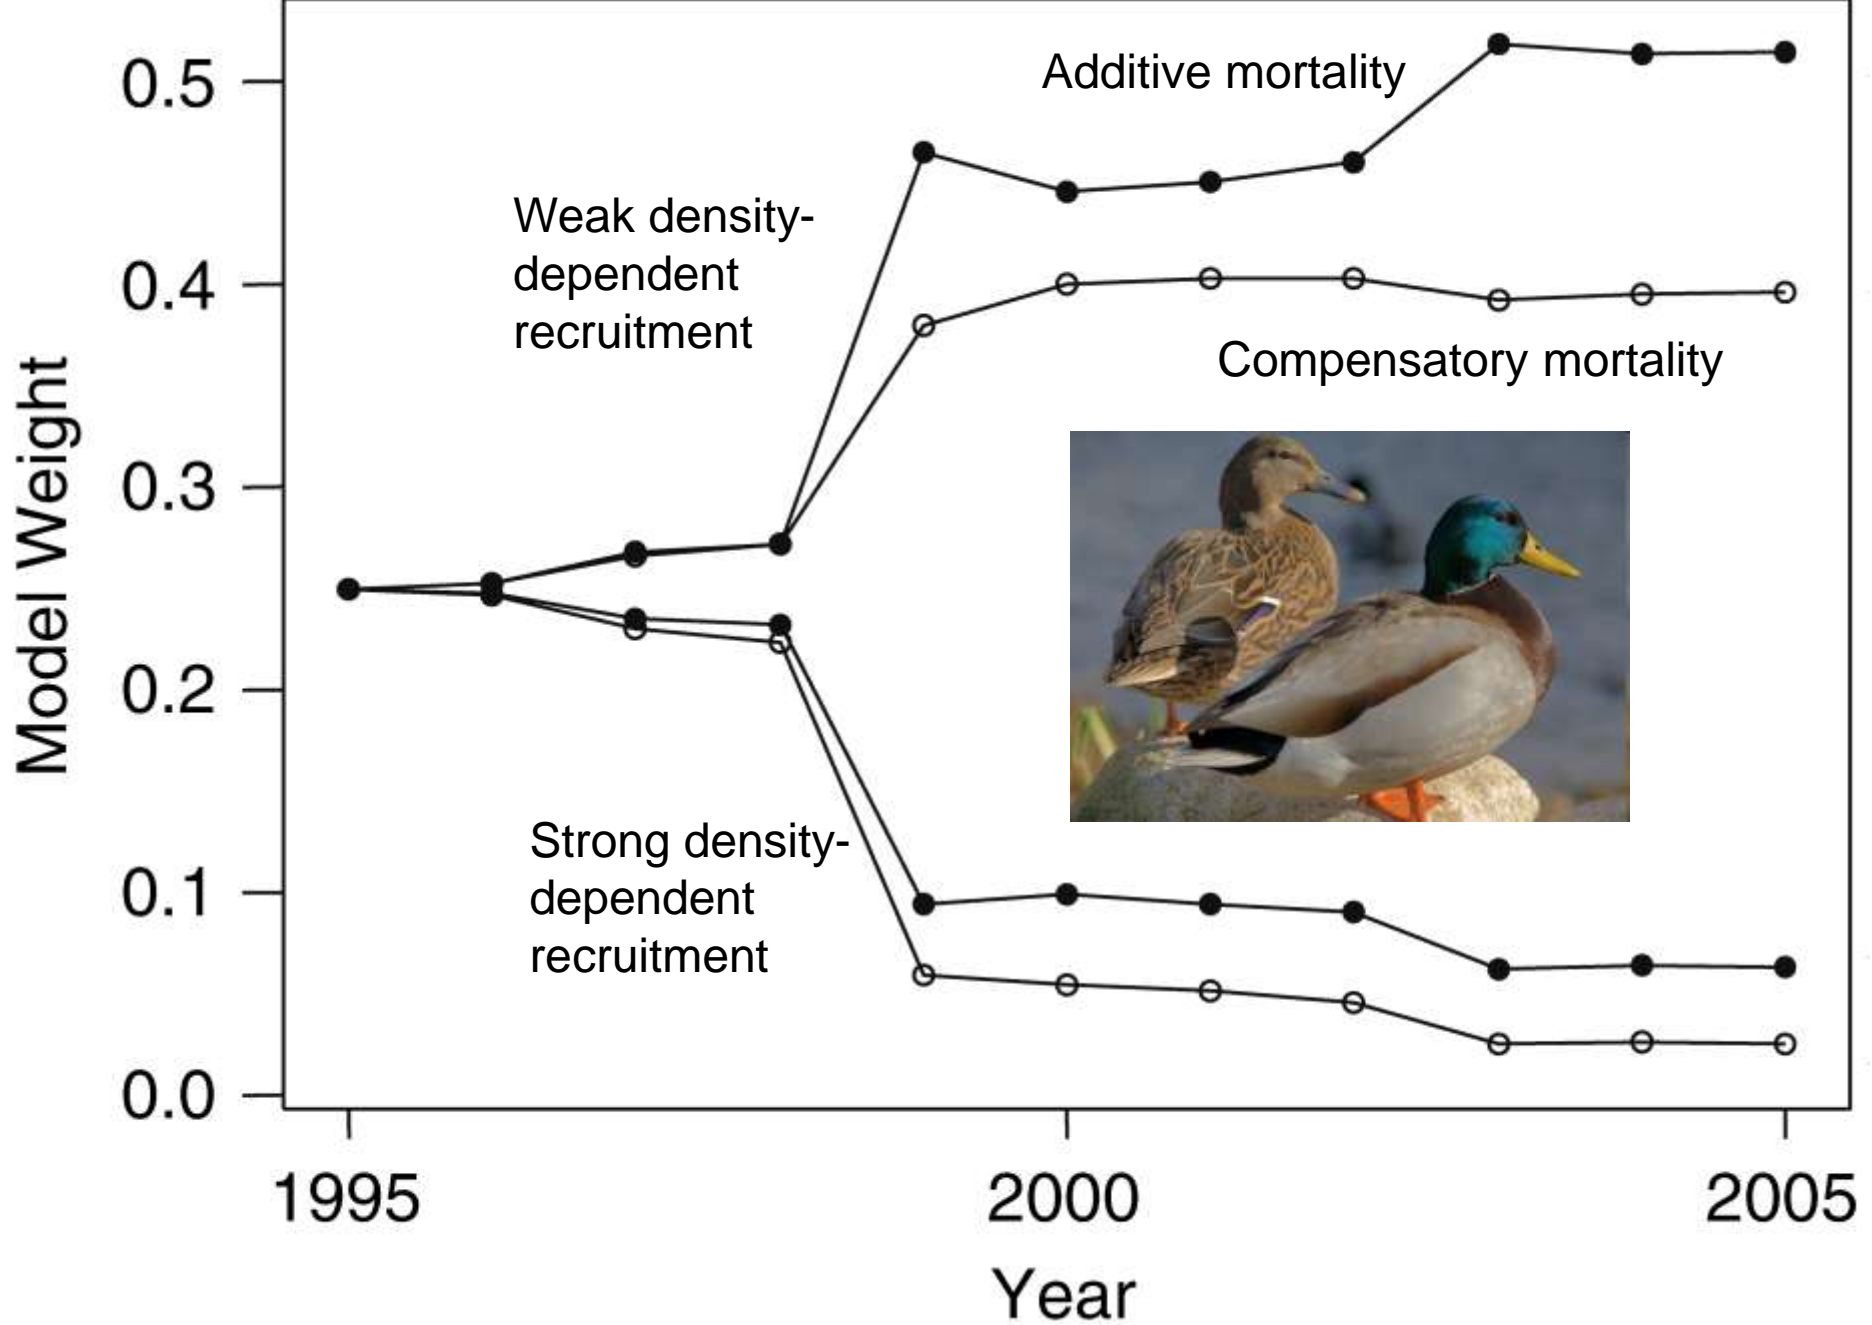 0.5
0.4
0.3
0.2
0.1
0.0
Model Weight
Additive mortality
Weak density-
dependent
recruitment
Compensatory mortality
Strong density-
dependent
recruitment
1995
2000
2005
Year